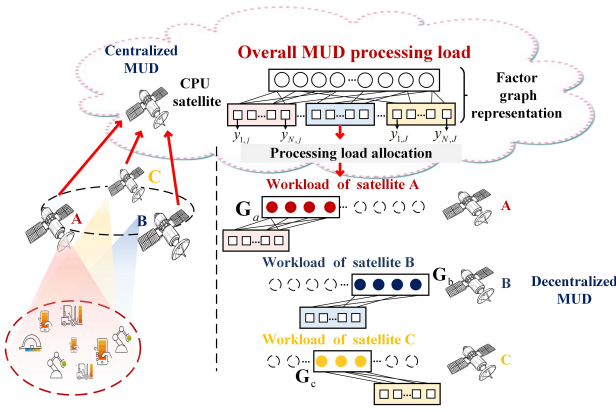 Centralized
MUD
CPU
satellite
Overall MUD processing load
Factor
graph
representation
y1,j yN,j y1,J yN,J
Processing load allocation
C
A
B
Workload of satellite A
Ga
A
Workload of satellite B
Gb
B
Decentralized
MUD
Workload of satellite C
Gc
C